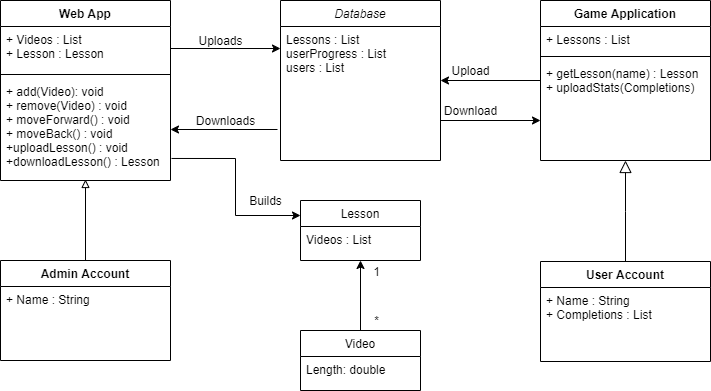 Web App
+ Videos : List
+ Lesson : Lesson
+ add(Video): void
+ remove(Video) : void
+ moveForward() : void
+ moveBack() : void
+uploadLesson() : void
+downloadLesson() : Lesson
Uploads
Downloads
Database
Lessons : List
userProgress : List
users : List
Upload
Download
Game Application
+ Lessons : List
+ getLesson(name) : Lesson
+ uploadStats(Completions)
Builds
Lesson
Videos : List
1
*
Video
Length: double
Admin Account
+ Name : String
User Account
+ Name : String
+ Completions : List